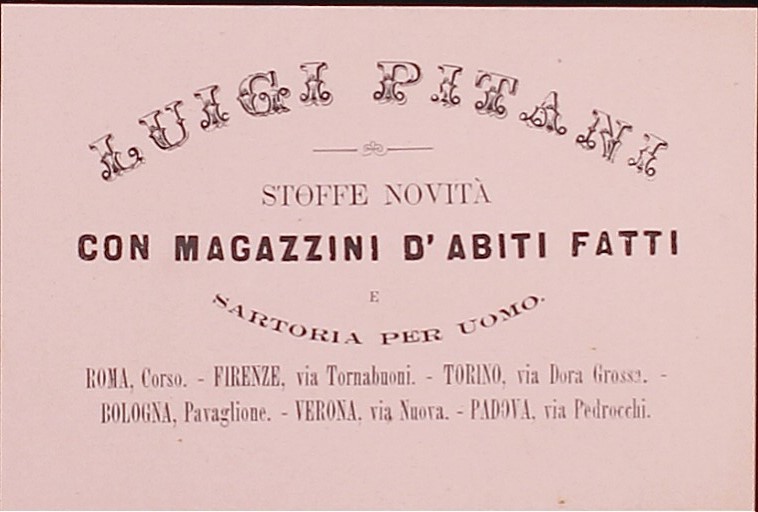 LUIGI PITANI
STOFFE NOVITÀ
CON MAGAZZINI D'ABITI FATTI
E
SARTORIA PER UOMO.
ROMA, Corso. - FIRENZE, via Tornabuoni. - TORINO, via Dora Grossa. -
BOLOGNA, Pavaglione. - VERONA, via Nuova. - PADOVA, via Pedrocchi.